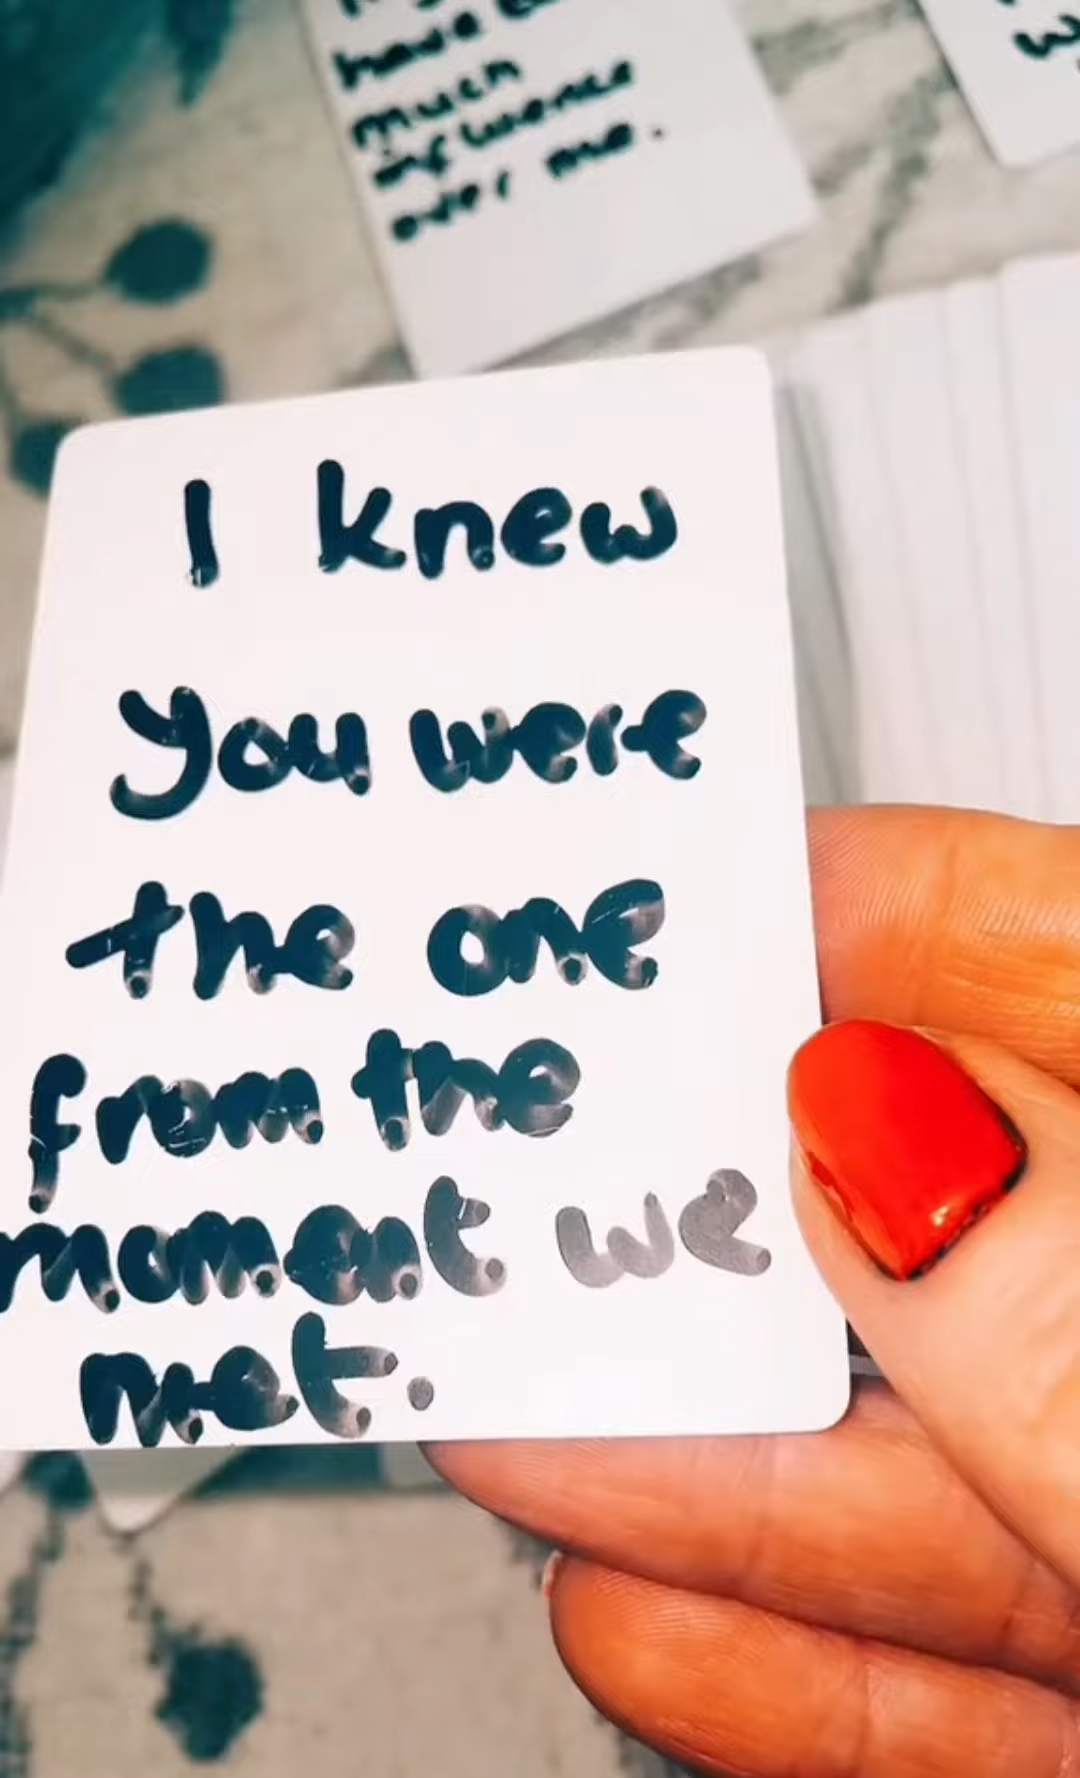 have
much
influence
over me.
w
I knew
you were
the one
from the
moment we
met.